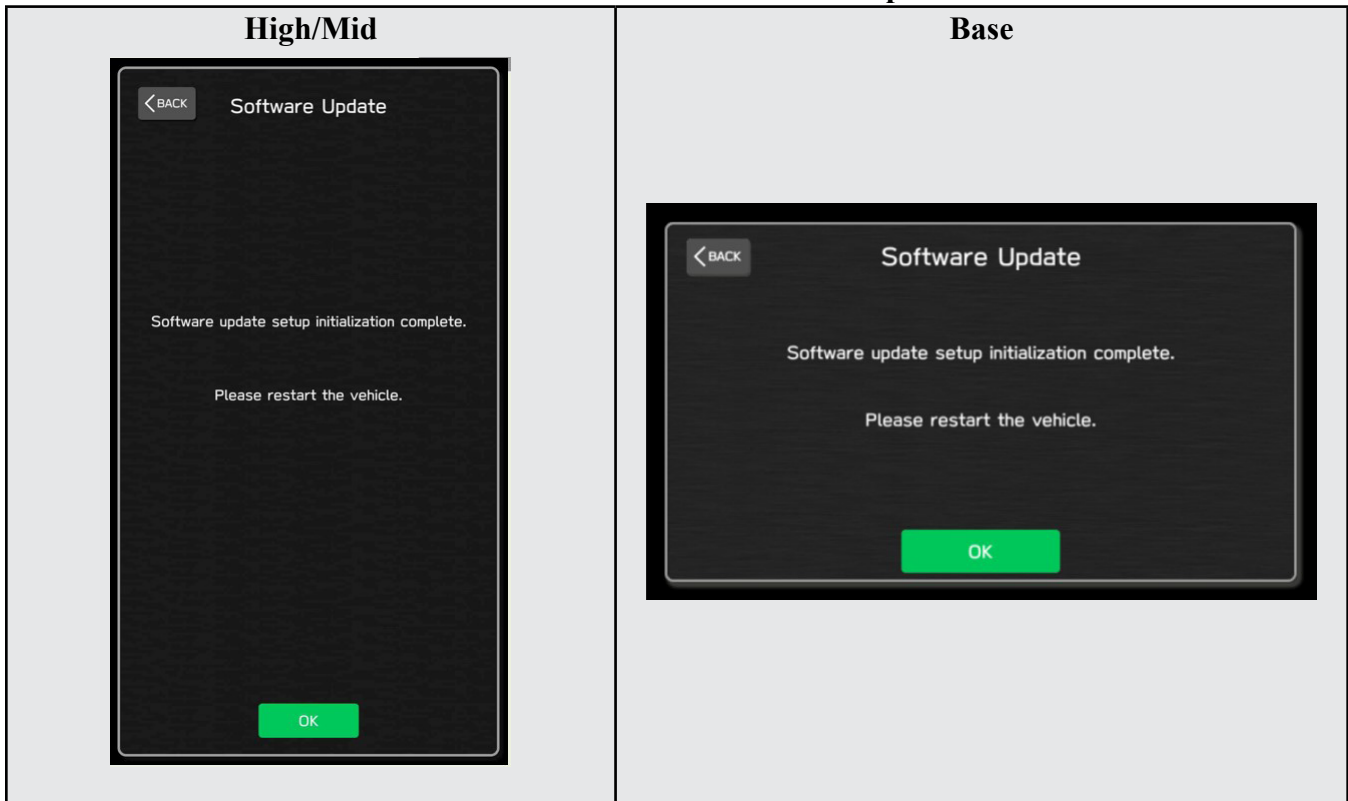 High/Mid
Base
BACK
Software Update
Software update setup initialization complete.
Please restart the vehicle.
OK
BACK
Software Update
Software update setup initialization complete.
Please restart the vehicle.
OK